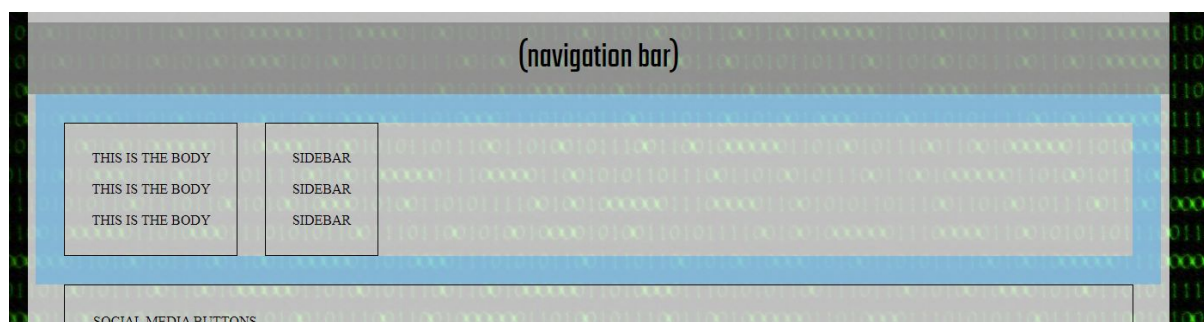 (navigation bar)
THIS IS THE BODY
THIS IS THE BODY
THIS IS THE BODY
SIDEBAR
SIDEBAR
SIDEBAR
SOCIAL MEDIA BUTTONS